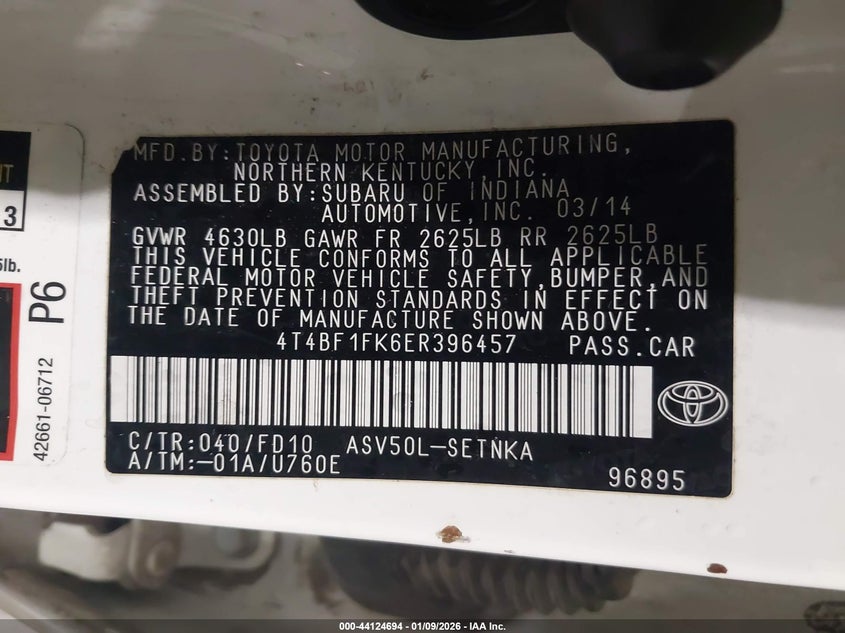 MFD.BY:TOYOTA MOTOR MANUFACTURING,
NORTHERN KENTUCKY,INC.
ASSEMBLED BY:SUBARU OF INDIANA
AUTOMOTIVE,INC. 03/14
GVWR 4630LB GAWR FR 2625LB RR 2625LB
THIS VEHICLE CONFORMS TO ALL APPLICABLE
FEDERAL MOTOR VEHICLE SAFETY,BUMPER,AND
THEFT PREVENTION STANDARDS IN EFFECT ON
THE DATE OF MANUFACTURE SHOWN ABOVE.
4T4BF1FK6ER396457 PASS.CAR
C/TR:040/FD10 ASV50L-SETNKA
A/TM:-01A/U760E
96895
3
lb.
P6
42661-06712
000-44124694 - 01/09/2026 - IAA Inc.